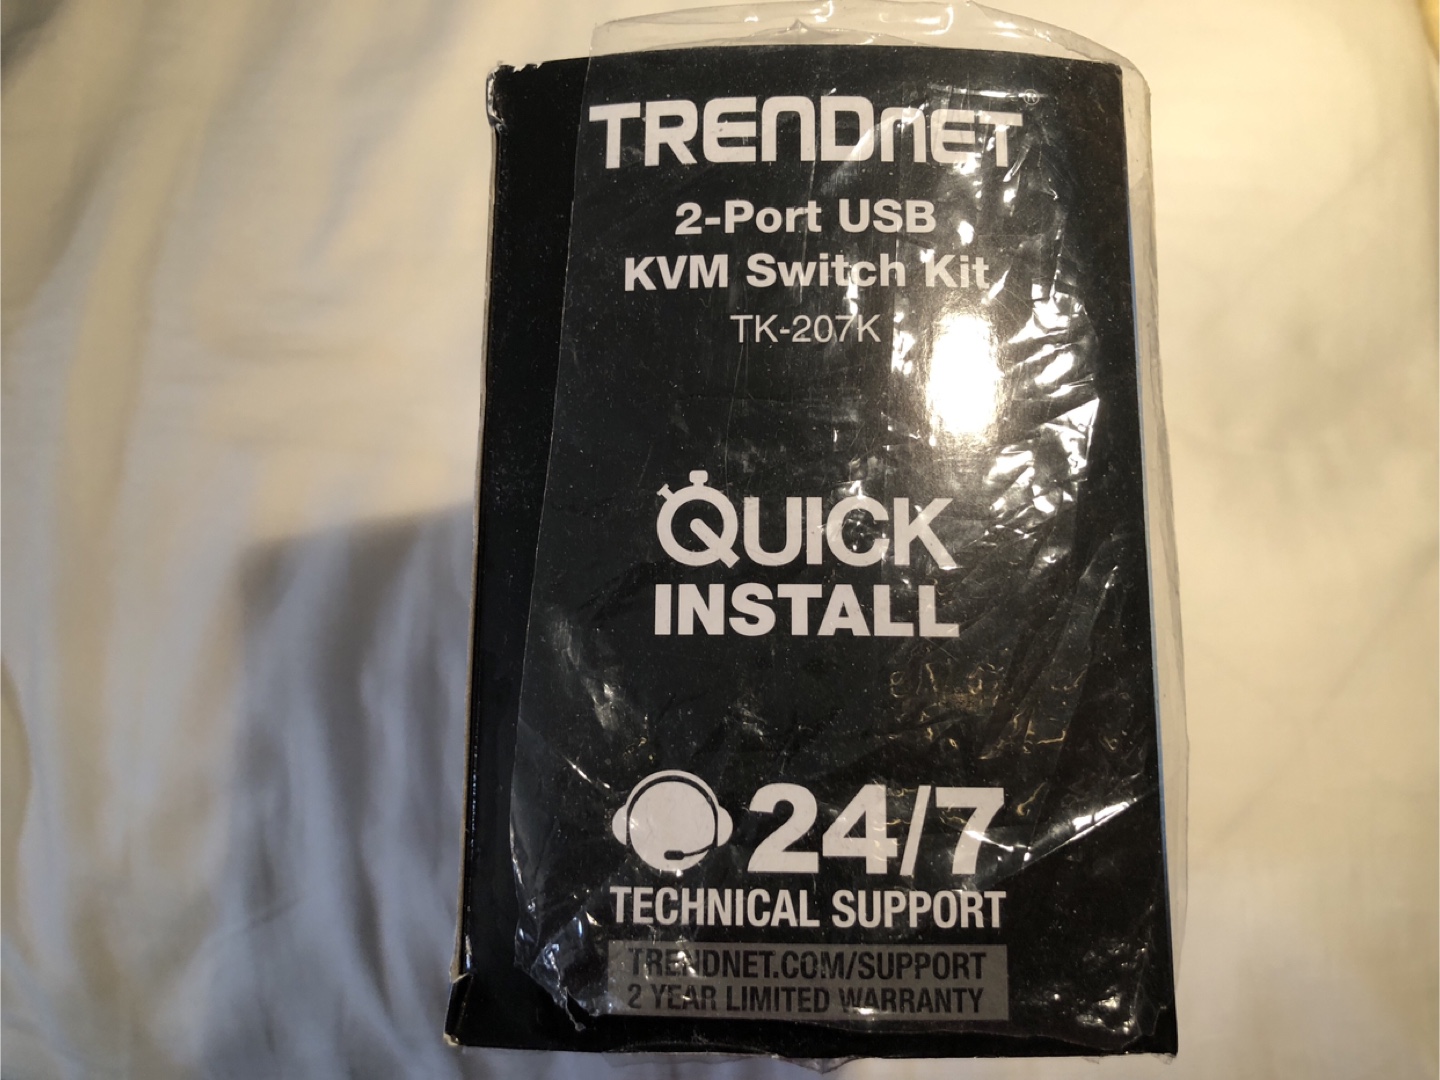 TRENDNET®
2-Port USB
KVM Switch Kit
TK-207K
QUICK
INSTALL
24/7
TECHNICAL SUPPORT
TRENDNET.COM/SUPPORT
2 YEAR LIMITED WARRANTY